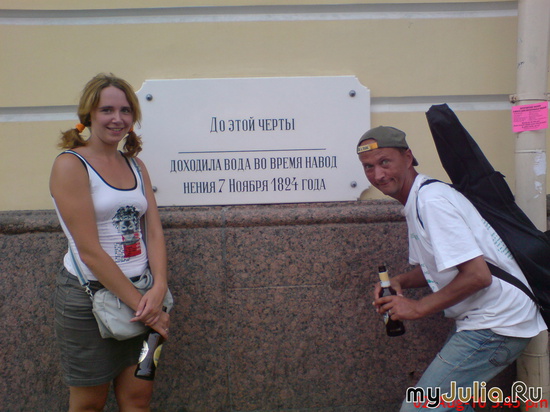 До этой черты
доходила вода во время навод
нения 7 Ноября 1824 года
myJulia.Ru